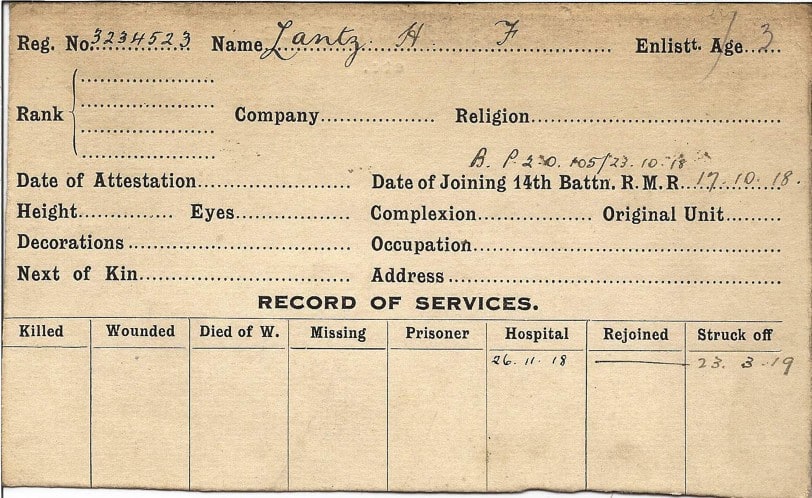 Reg. No. 3234523 Name Lantz H F Enlistt. Age 3
Rank Company Religion
A. P. 2. O. 105/23.10.18
Date of Attestation Date of Joining 14th Battn. R. M. R. 17.10.18.
Height Eyes Complexion Original Unit
Decorations Occupation
Next of Kin Address
RECORD OF SERVICES.
Killed Wounded Died of W. Missing Prisoner Hospital Rejoined Struck off
26.11.18 23.3.19